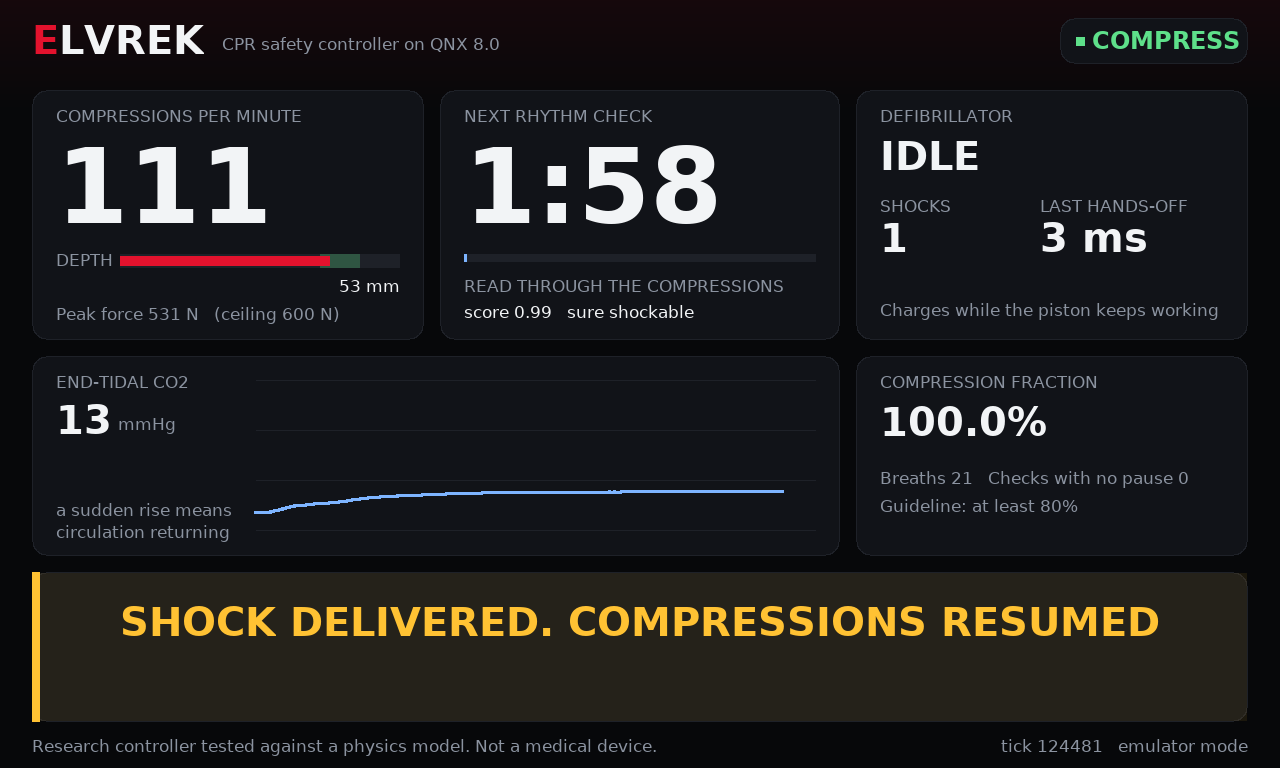 ELVREK CPR safety controller on QNX 8.0
COMPRESS
COMPRESSIONS PER MINUTE
111
DEPTH
53 mm
Peak force 531 N (ceiling 600 N)
NEXT RHYTHM CHECK
1:58
READ THROUGH THE COMPRESSIONS
score 0.99 sure shockable
DEFIBRILLATOR
IDLE
SHOCKS LAST HANDS-OFF
1 3 ms
Charges while the piston keeps working
END-TIDAL CO2
13 mmHg
a sudden rise means
circulation returning
COMPRESSION FRACTION
100.0%
Breaths 21 Checks with no pause 0
Guideline: at least 80%
SHOCK DELIVERED. COMPRESSIONS RESUMED
Research controller tested against a physics model. Not a medical device.
tick 124481 emulator mode